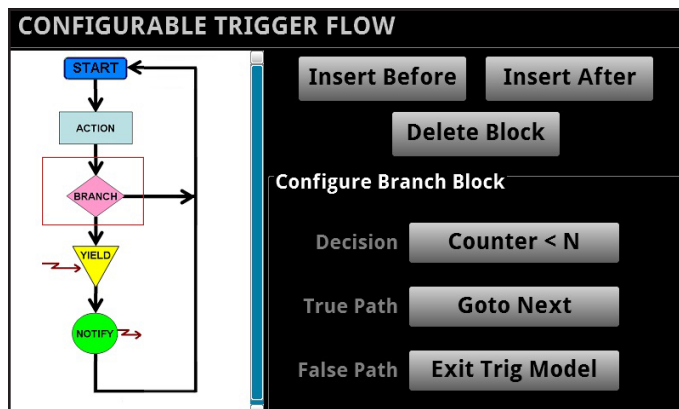 CONFIGURABLE TRIGGER FLOW
START
ACTION
BRANCH
YIELD
NOTIFY
Insert Before
Insert After
Delete Block
Configure Branch Block
Decision
Counter < N
True Path
Goto Next
False Path
Exit Trig Model